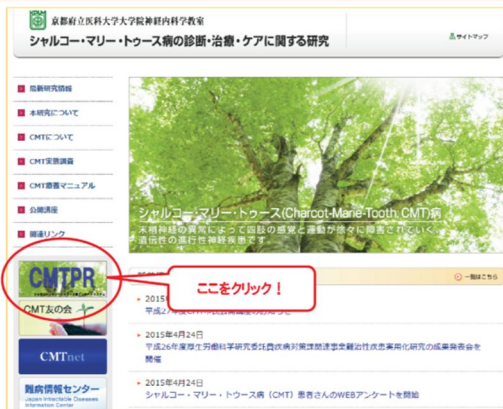 京都府立医科大学大学院神経内科学教室
シャルコー・マリー・トゥース病の診断・治療・ケアに関する研究
サイトマップ
最新研究情報
本研究について
CMTについて
CMT実態調査
CMT療養マニュアル
公開講座
関連リンク
シャルコー・マリー・トゥース(Charcot-Marie-Tooth, CMT)病
末梢神経の異常によって四肢の感覚と運動が徐々に障害されていく、
遺伝性の進行性神経疾患です。
CMTPR
ここをクリック！
一覧はこちら
CMT友の会
2015年4月24日
平成26年度厚生労働科学研究委託費疾病対策課関連事業難治性疾患実用化研究の成果発表会を
開催
CMTnet
2015年4月24日
シャルコー・マリー・トゥース病（CMT）患者さんのWEBアンケートを開始
難病情報センター
Japan Intractable Diseases
Information Center